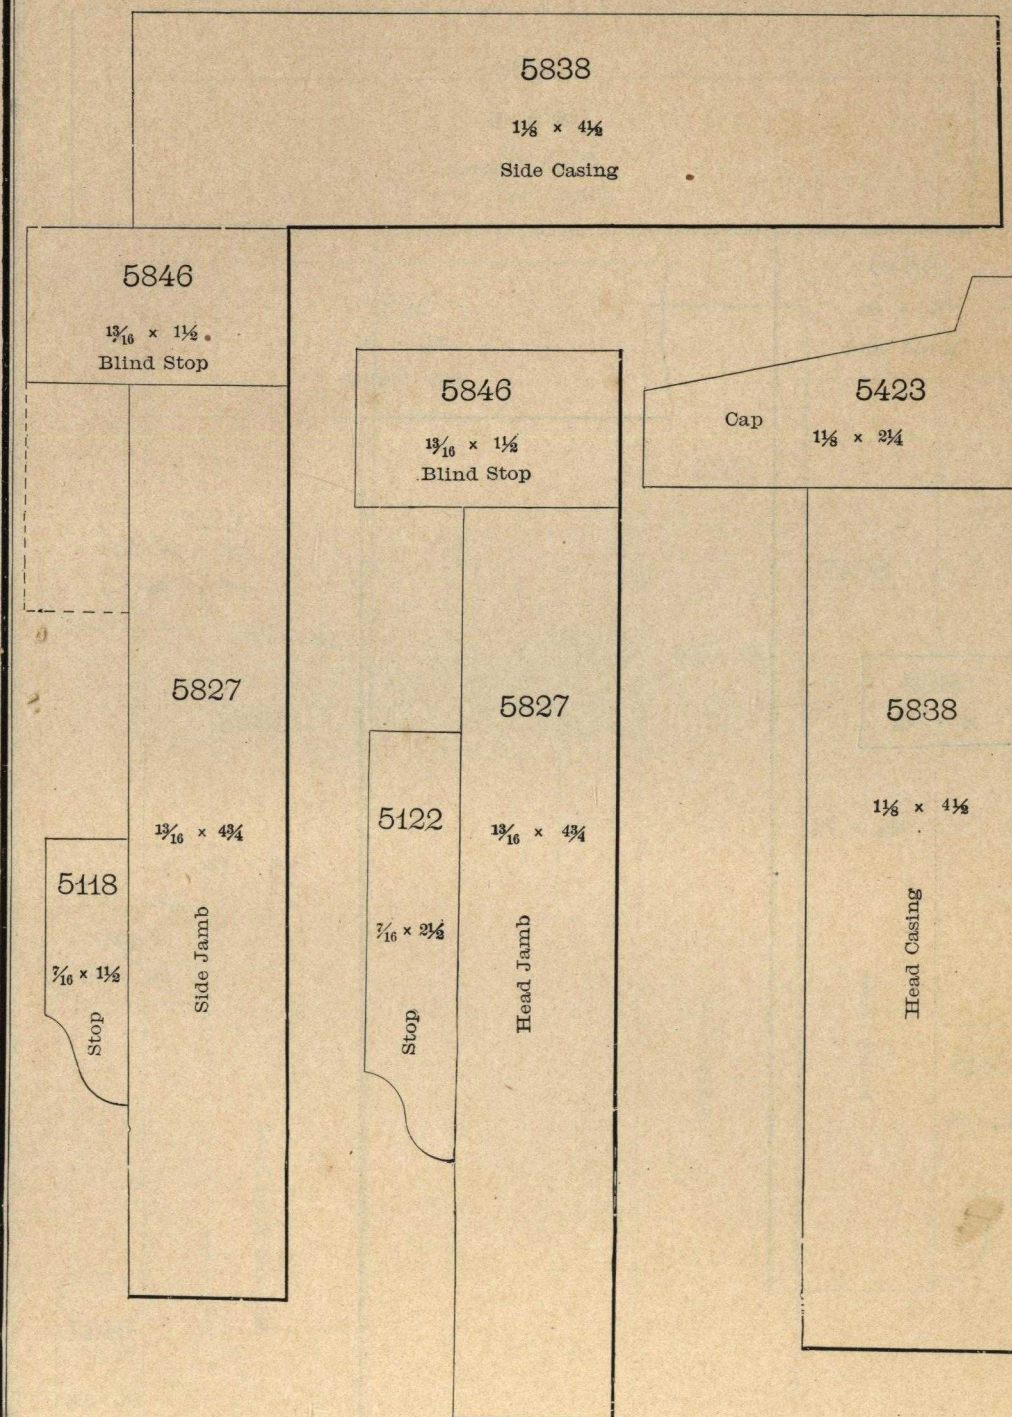 5838
1⅛ × 4½
Side Casing
5846
13/16 × 1½
Blind Stop
5846
13/16 × 1½
Blind Stop
5423
Cap
1⅛ × 2¼
5827
13/16 × 4¾
Side Jamb
5118
7/16 × 1½
Stop
5827
13/16 × 4¾
Head Jamb
5122
7/16 × 2½
Stop
5838
1⅛ × 4½
Head Casing